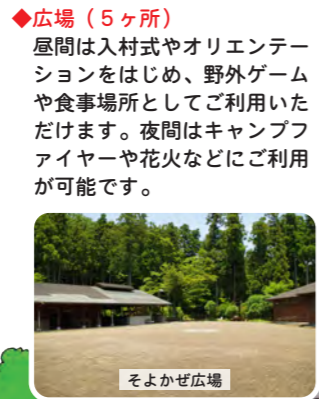 ◆広場（５ヶ所）
昼間は入村式やオリエンテー
ションをはじめ、野外ゲーム
や食事場所としてご利用いた
だけます。夜間はキャンプフ
ァイヤーや花火などにご利用
が可能です。
そよかぜ広場